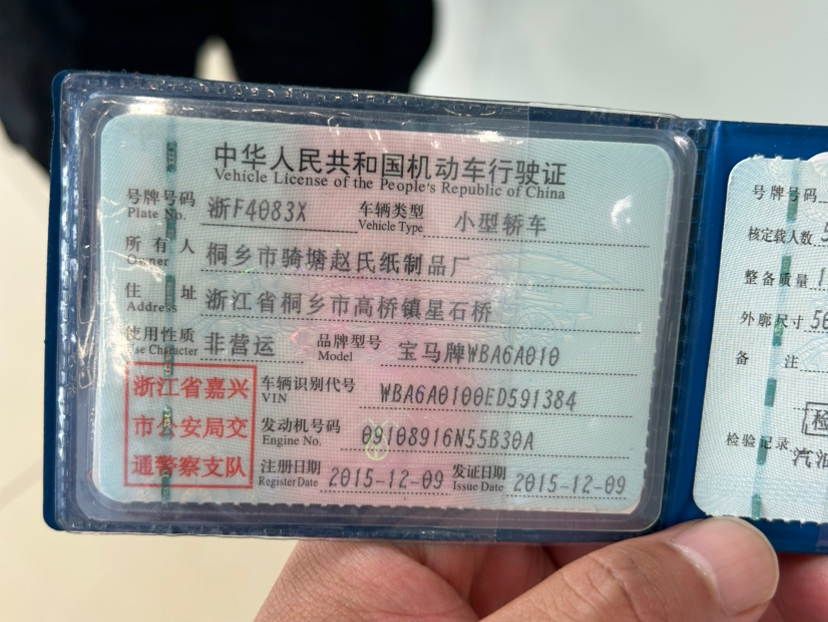 中华人民共和国机动车行驶证
Vehicle License of the People's Republic of China
号牌号码 浙F4083X 车辆类型 小型轿车
Plate No. Vehicle Type
所有人 桐乡市骑塘赵氏纸制品厂
Owner
住址 浙江省桐乡市高桥镇星石桥
Address
使用性质 非营运 品牌型号 宝马牌WBA6A010
Use Character Model
浙江省嘉兴
市公安局交
通警察支队
车辆识别代号 WBA6A0100ED591384
VIN
发动机号码 09108916N55B30A
Engine No.
注册日期 2015-12-09 发证日期 2015-12-09
Register Date Issue Date
号牌号码
核定载人数 5
整备质量 1
外廓尺寸 50
备注
检
检验记录
汽油